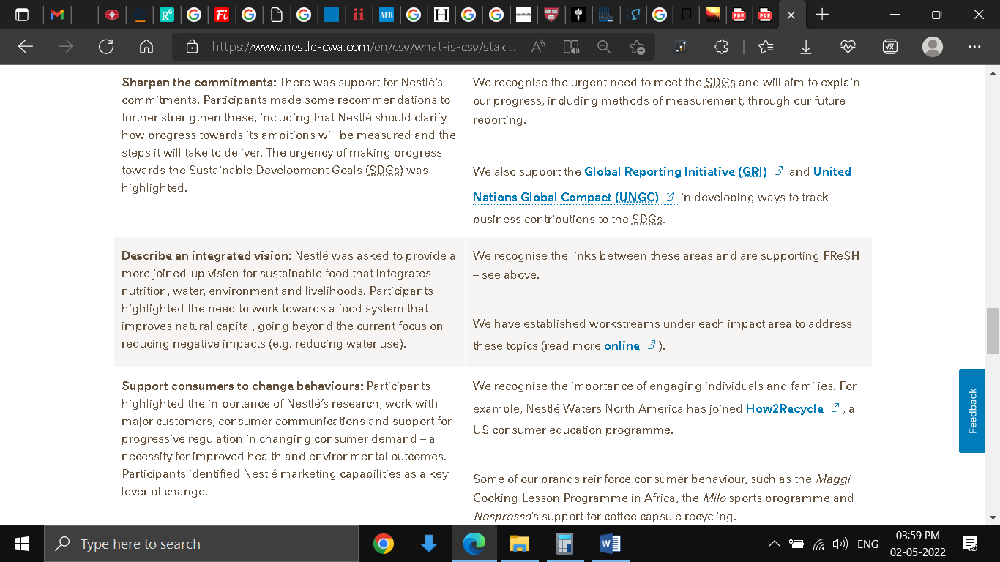 https://www.nestle-cwa.com/en/csv/what-is-csv/stak...
Sharpen the commitments: There was support for Nestlé's
commitments. Participants made some recommendations to
further strengthen these, including that Nestlé should clarify
how progress towards its ambitions will be measured and the
steps it will take to deliver. The urgency of making progress
towards the Sustainable Development Goals (SDGs) was
highlighted.
We recognise the urgent need to meet the SDGs and will aim to explain
our progress, including methods of measurement, through our future
reporting.
We also support the Global Reporting Initiative (GRI) and United
Nations Global Compact (UNGC) in developing ways to track
business contributions to the SDGs.
Describe an integrated vision: Nestlé was asked to provide a
more joined-up vision for sustainable food that integrates
nutrition, water, environment and livelihoods. Participants
highlighted the need to work towards a food system that
improves natural capital, going beyond the current focus on
reducing negative impacts (e.g. reducing water use).
We recognise the links between these areas and are supporting FReSH
– see above.
We have established workstreams under each impact area to address
these topics (read more online ).
Support consumers to change behaviours: Participants
highlighted the importance of Nestlé's research, work with
major customers, consumer communications and support for
progressive regulation in changing consumer demand – a
necessity for improved health and environmental outcomes.
Participants identified Nestlé marketing capabilities as a key
lever of change.
We recognise the importance of engaging individuals and families. For
example, Nestlé Waters North America has joined How2Recycle , a
US consumer education programme.
Some of our brands reinforce consumer behaviour, such as the Maggi
Cooking Lesson Programme in Africa, the Milo sports programme and
Nespresso's support for coffee capsule recycling.
Feedback
Type here to search
ENG
03:59 PM
02-05-2022